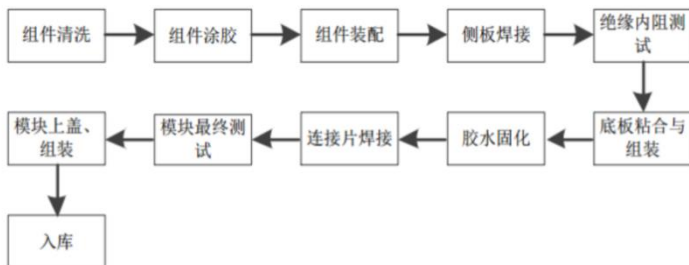 组件清洗
组件涂胶
组件装配
侧板焊接
绝缘内阻测
试
底板粘合与
组装
胶水固化
连接片焊接
模块最终测
试
模块上盖、
组装
入库